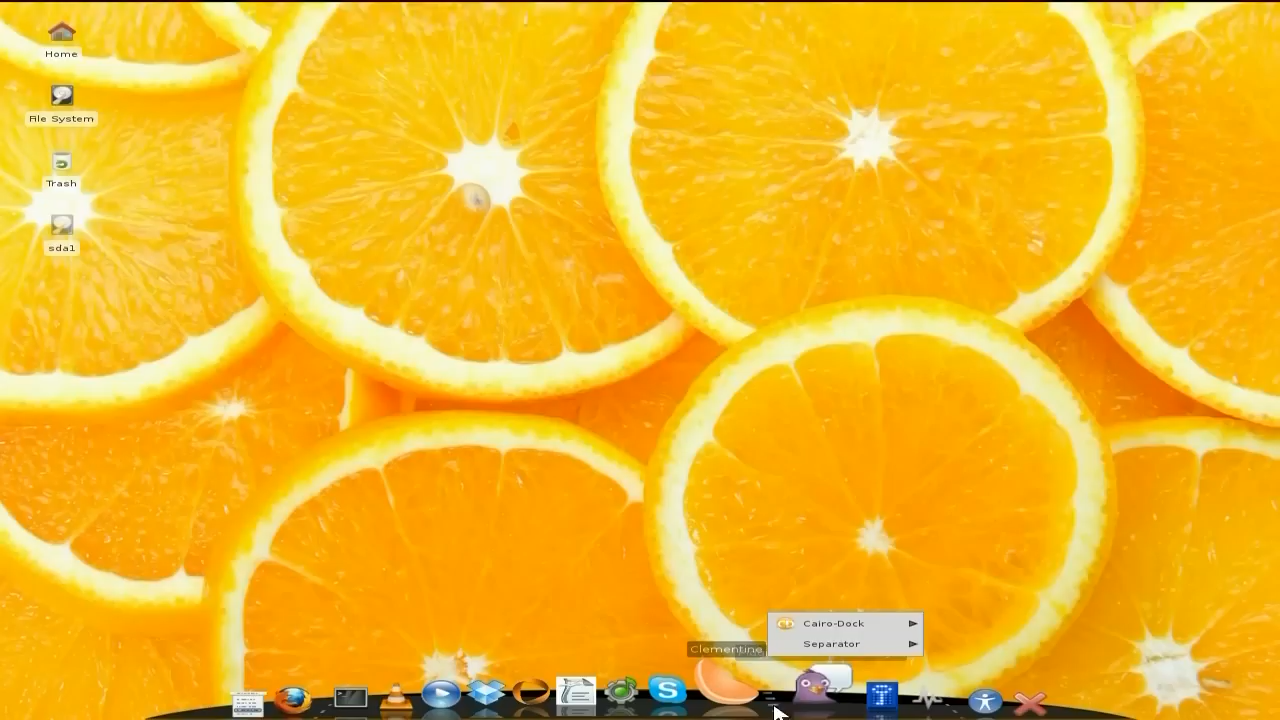 Home
File System
Trash
sda1
Cairo-Dock
Separator
Clementine